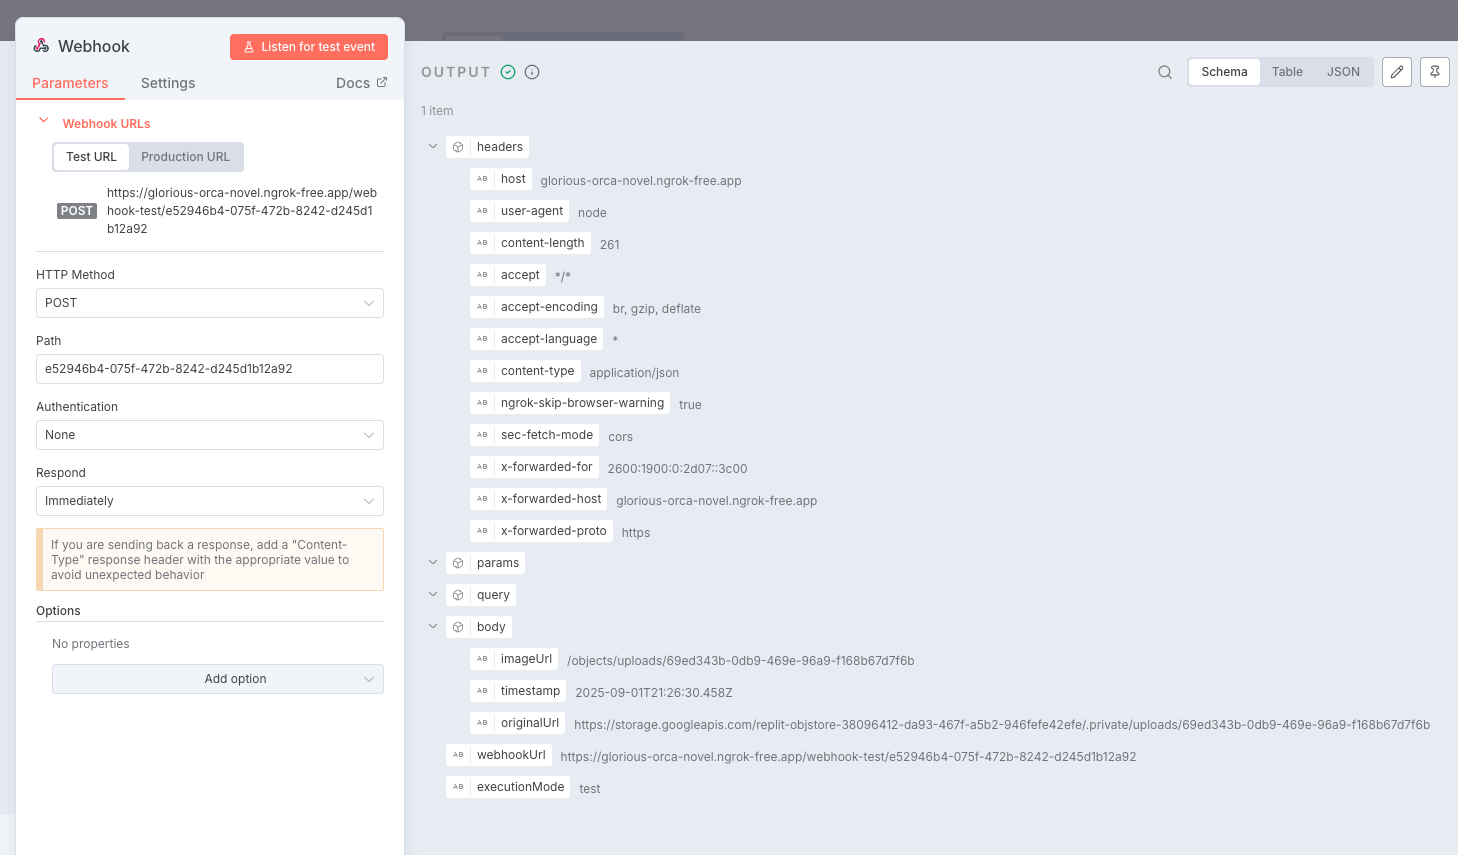 Webhook
Listen for test event
Parameters
Settings
Docs
Webhook URLs
Test URL
Production URL
POST
https://glorious-orca-novel.ngrok-free.app/web
hook-test/e52946b4-075f-472b-8242-d245d1
b12a92
HTTP Method
POST
Path
e52946b4-075f-472b-8242-d245d1b12a92
Authentication
None
Respond
Immediately
If you are sending back a response, add a "Content-
Type" response header with the appropriate value to
avoid unexpected behavior
Options
No properties
Add option
OUTPUT
Schema
Table
JSON
1 item
headers
AB host glorious-orca-novel.ngrok-free.app
AB user-agent node
AB content-length 261
AB accept */*
AB accept-encoding br, gzip, deflate
AB accept-language *
AB content-type application/json
AB ngrok-skip-browser-warning true
AB sec-fetch-mode cors
AB x-forwarded-for 2600:1900:0:2d07::3c00
AB x-forwarded-host glorious-orca-novel.ngrok-free.app
AB x-forwarded-proto https
params
query
body
AB imageUrl /objects/uploads/69ed343b-0db9-469e-96a9-f168b67d7f6b
AB timestamp 2025-09-01T21:26:30.458Z
AB originalUrl https://storage.googleapis.com/replit-objstore-38096412-da93-467f-a5b2-946fefe42efe/.private/uploads/69ed343b-0db9-469e-96a9-f168b67d7f6b
AB webhookUrl https://glorious-orca-novel.ngrok-free.app/webhook-test/e52946b4-075f-472b-8242-d245d1b12a92
AB executionMode test